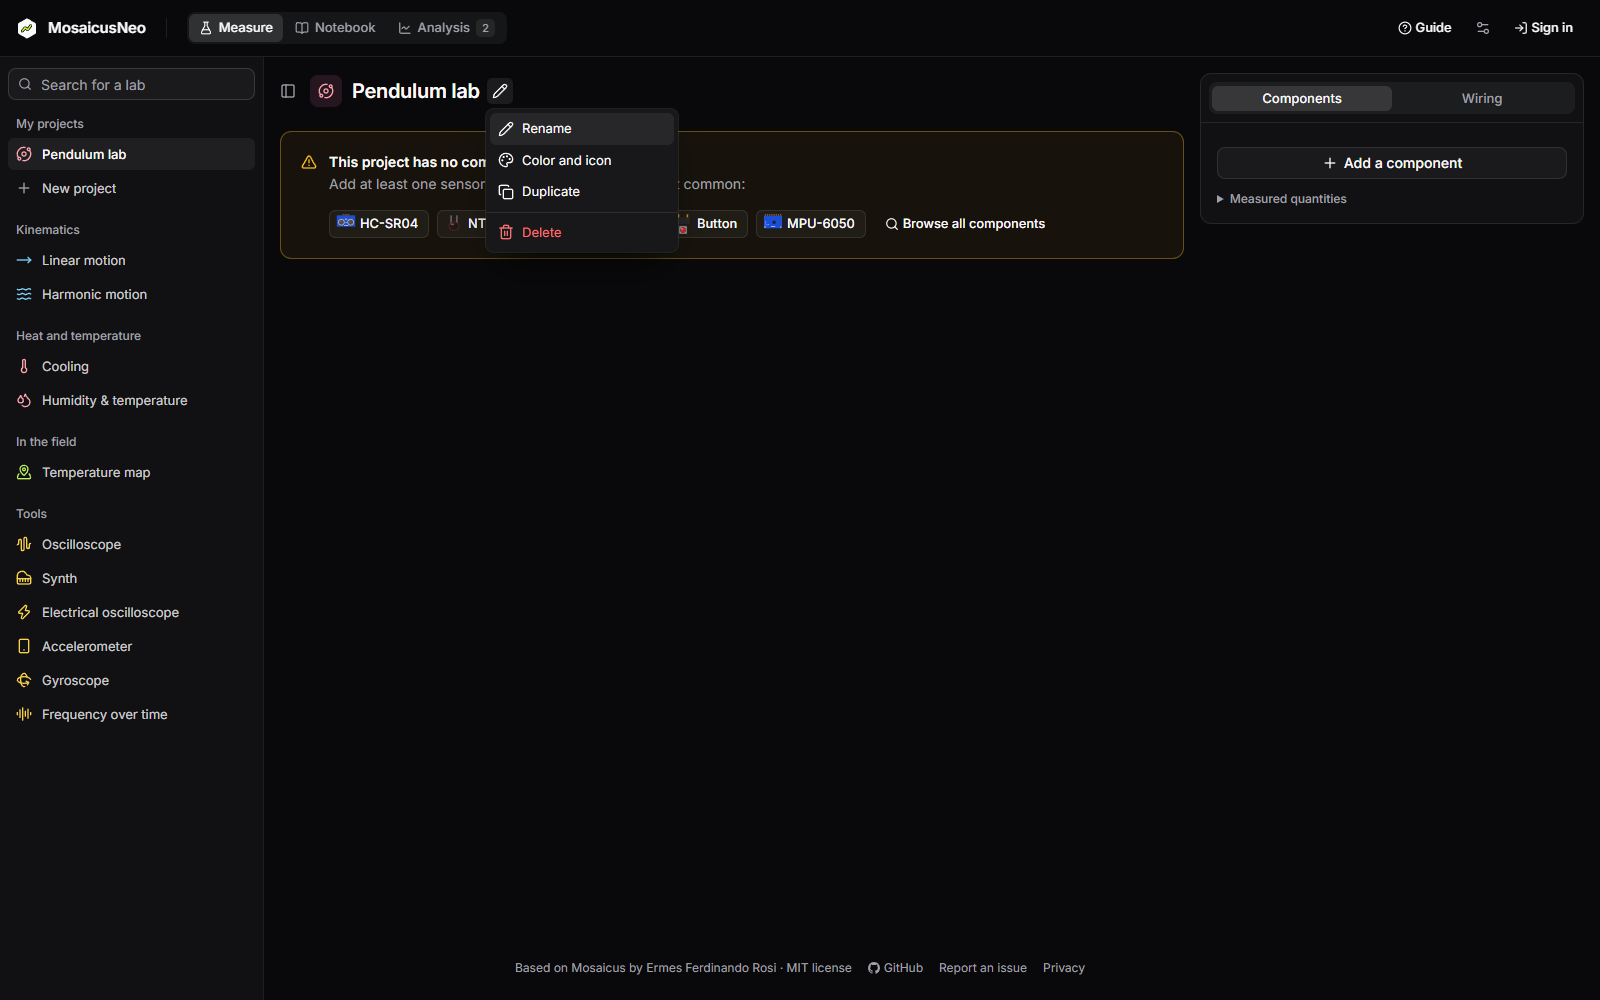 MosaicusNeo
Measure
Notebook
Analysis 2
Guide
Sign in
Search for a lab
My projects
Pendulum lab
New project
Kinematics
Linear motion
Harmonic motion
Heat and temperature
Cooling
Humidity & temperature
In the field
Temperature map
Tools
Oscilloscope
Synth
Electrical oscilloscope
Accelerometer
Gyroscope
Frequency over time
Pendulum lab
Rename
Color and icon
Duplicate
Delete
This project has no
Add at least one sensor
common:
HC-SR04
Button
MPU-6050
Browse all components
Components
Wiring
Add a component
Measured quantities
Based on Mosaicus by Ermes Ferdinando Rosi · MIT license
GitHub
Report an issue
Privacy